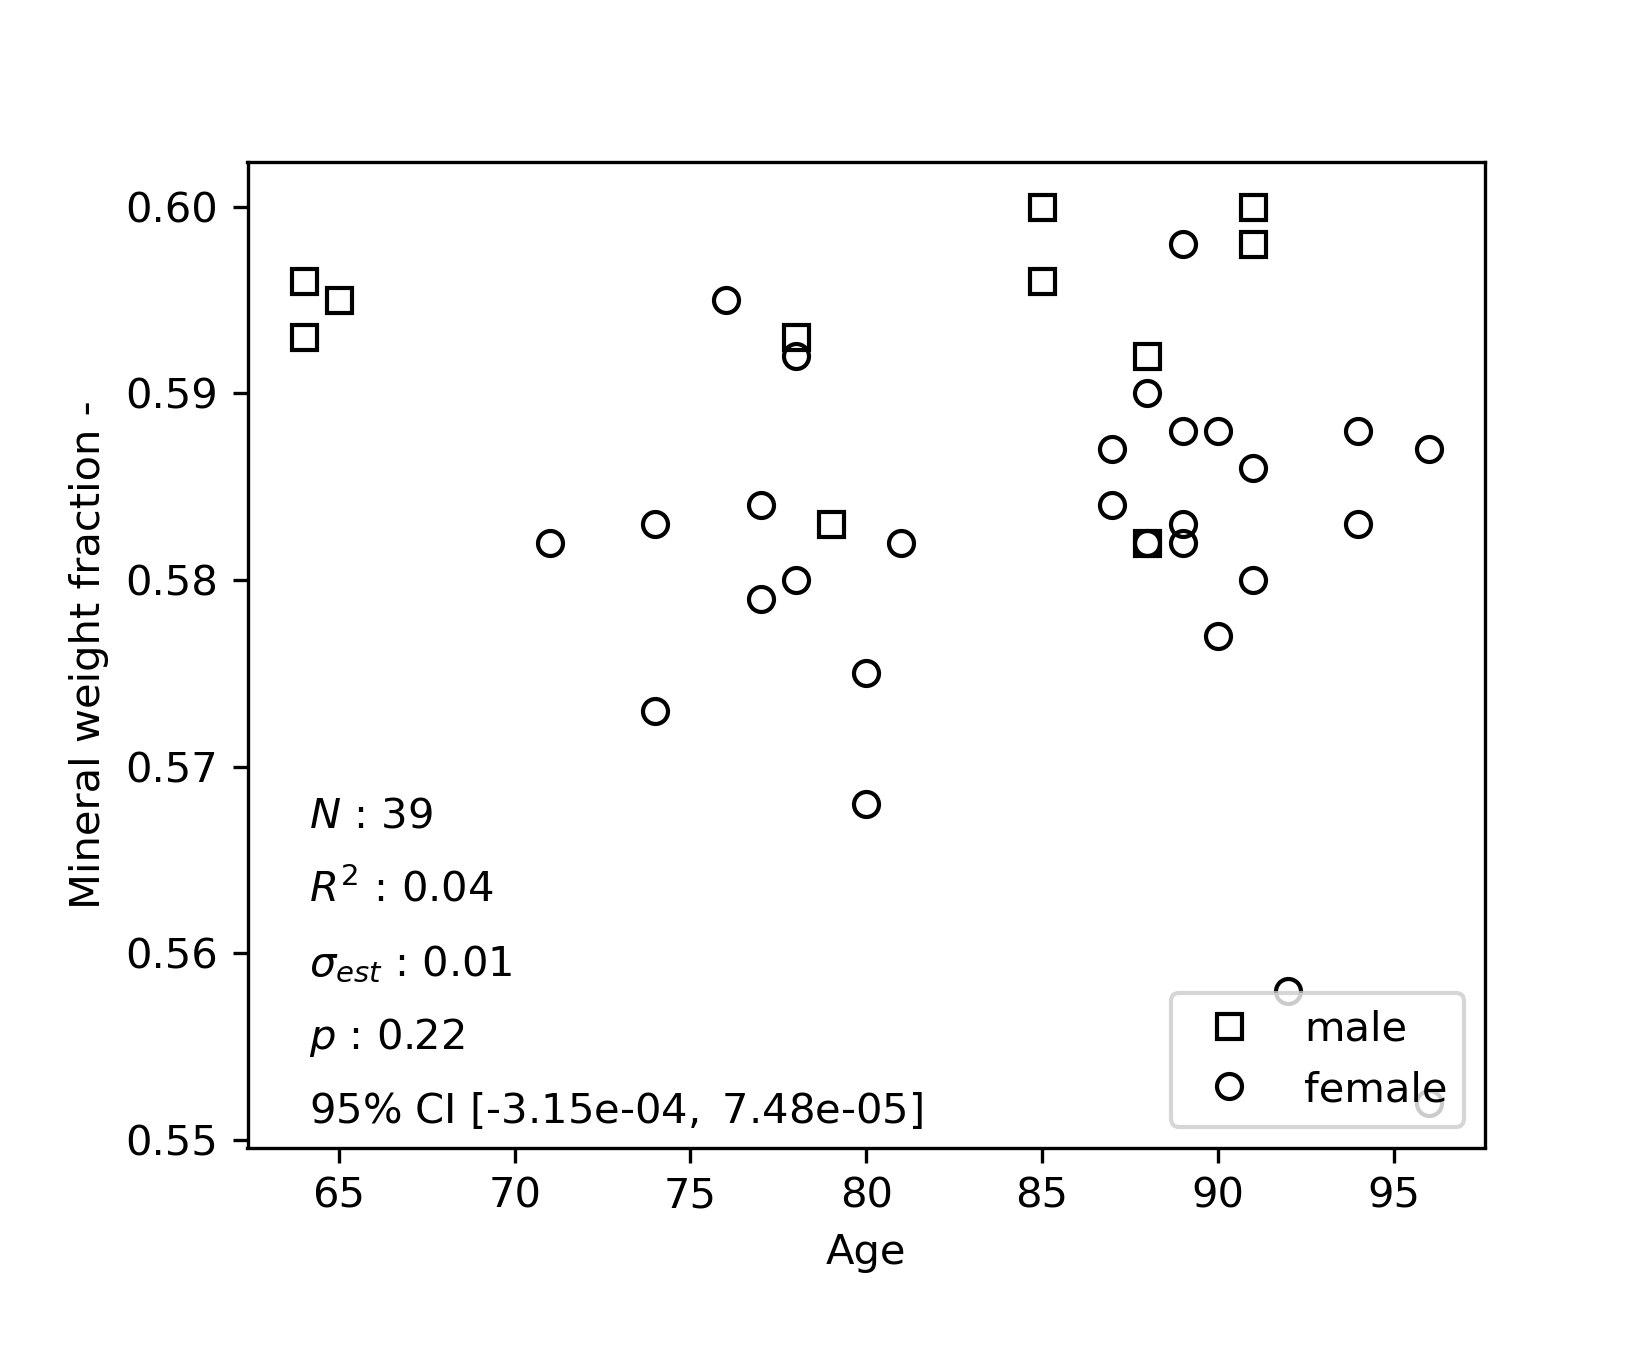 0.60
0.59
0.58
0.57
0.56
0.55
Mineral weight fraction -
N : 39
R² : 0.04
σest : 0.01
p : 0.22
95% CI [-3.15e-04, 7.48e-05]
male
female
65 70 75 80 85 90 95
Age